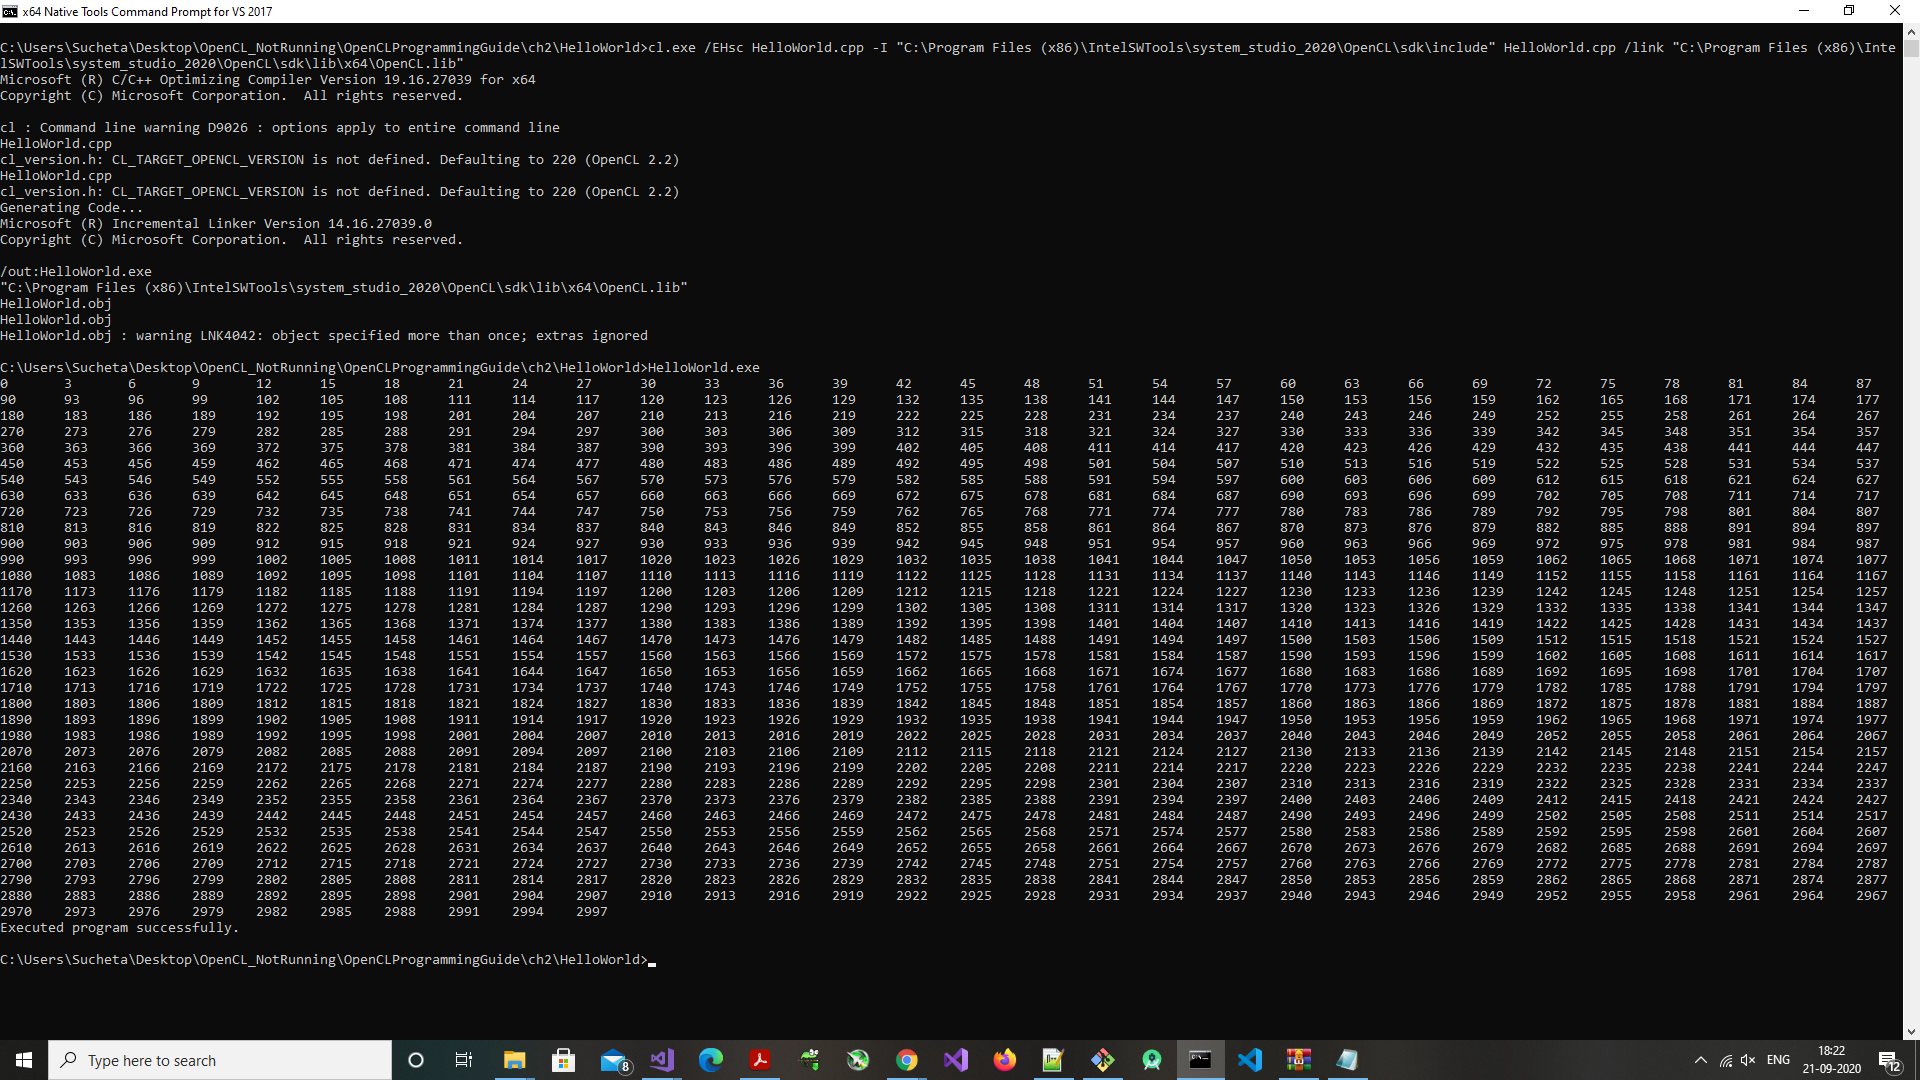 x64 Native Tools Command Prompt for VS 2017
C:\Users\Sucheta\Desktop\OpenCL_NotRunning\OpenCLProgrammingGuide\ch2\HelloWorld>cl.exe /EHsc HelloWorld.cpp -I "C:\Program Files (x86)\IntelSWTools\system_studio_2020\OpenCL\sdk\include" HelloWorld.cpp /link "C:\Program Files (x86)\Inte
lSWTools\system_studio_2020\OpenCL\sdk\lib\x64\OpenCL.lib"
Microsoft (R) C/C++ Optimizing Compiler Version 19.16.27039 for x64
Copyright (C) Microsoft Corporation.  All rights reserved.
cl : Command line warning D9026 : options apply to entire command line
HelloWorld.cpp
cl_version.h: CL_TARGET_OPENCL_VERSION is not defined. Defaulting to 220 (OpenCL 2.2)
HelloWorld.cpp
cl_version.h: CL_TARGET_OPENCL_VERSION is not defined. Defaulting to 220 (OpenCL 2.2)
Generating Code...
Microsoft (R) Incremental Linker Version 14.16.27039.0
Copyright (C) Microsoft Corporation.  All rights reserved.
/out:HelloWorld.exe
"C:\Program Files (x86)\IntelSWTools\system_studio_2020\OpenCL\sdk\lib\x64\OpenCL.lib"
HelloWorld.obj
HelloWorld.obj
HelloWorld.obj : warning LNK4042: object specified more than once; extras ignored
C:\Users\Sucheta\Desktop\OpenCL_NotRunning\OpenCLProgrammingGuide\ch2\HelloWorld>HelloWorld.exe
0 3 6 9 12 15 18 21 24 27 30 33 36 39 42 45 48 51 54 57 60 63 66 69 72 75 78 81 84 87
90 93 96 99 102 105 108 111 114 117 120 123 126 129 132 135 138 141 144 147 150 153 156 159 162 165 168 171 174 177
180 183 186 189 192 195 198 201 204 207 210 213 216 219 222 225 228 231 234 237 240 243 246 249 252 255 258 261 264 267
270 273 276 279 282 285 288 291 294 297 300 303 306 309 312 315 318 321 324 327 330 333 336 339 342 345 348 351 354 357
360 363 366 369 372 375 378 381 384 387 390 393 396 399 402 405 408 411 414 417 420 423 426 429 432 435 438 441 444 447
450 453 456 459 462 465 468 471 474 477 480 483 486 489 492 495 498 501 504 507 510 513 516 519 522 525 528 531 534 537
540 543 546 549 552 555 558 561 564 567 570 573 576 579 582 585 588 591 594 597 600 603 606 609 612 615 618 621 624 627
630 633 636 639 642 645 648 651 654 657 660 663 666 669 672 675 678 681 684 687 690 693 696 699 702 705 708 711 714 717
720 723 726 729 732 735 738 741 744 747 750 753 756 759 762 765 768 771 774 777 780 783 786 789 792 795 798 801 804 807
810 813 816 819 822 825 828 831 834 837 840 843 846 849 852 855 858 861 864 867 870 873 876 879 882 885 888 891 894 897
900 903 906 909 912 915 918 921 924 927 930 933 936 939 942 945 948 951 954 957 960 963 966 969 972 975 978 981 984 987
990 993 996 999 1002 1005 1008 1011 1014 1017 1020 1023 1026 1029 1032 1035 1038 1041 1044 1047 1050 1053 1056 1059 1062 1065 1068 1071 1074 1077
1080 1083 1086 1089 1092 1095 1098 1101 1104 1107 1110 1113 1116 1119 1122 1125 1128 1131 1134 1137 1140 1143 1146 1149 1152 1155 1158 1161 1164 1167
1170 1173 1176 1179 1182 1185 1188 1191 1194 1197 1200 1203 1206 1209 1212 1215 1218 1221 1224 1227 1230 1233 1236 1239 1242 1245 1248 1251 1254 1257
1260 1263 1266 1269 1272 1275 1278 1281 1284 1287 1290 1293 1296 1299 1302 1305 1308 1311 1314 1317 1320 1323 1326 1329 1332 1335 1338 1341 1344 1347
1350 1353 1356 1359 1362 1365 1368 1371 1374 1377 1380 1383 1386 1389 1392 1395 1398 1401 1404 1407 1410 1413 1416 1419 1422 1425 1428 1431 1434 1437
1440 1443 1446 1449 1452 1455 1458 1461 1464 1467 1470 1473 1476 1479 1482 1485 1488 1491 1494 1497 1500 1503 1506 1509 1512 1515 1518 1521 1524 1527
1530 1533 1536 1539 1542 1545 1548 1551 1554 1557 1560 1563 1566 1569 1572 1575 1578 1581 1584 1587 1590 1593 1596 1599 1602 1605 1608 1611 1614 1617
1620 1623 1626 1629 1632 1635 1638 1641 1644 1647 1650 1653 1656 1659 1662 1665 1668 1671 1674 1677 1680 1683 1686 1689 1692 1695 1698 1701 1704 1707
1710 1713 1716 1719 1722 1725 1728 1731 1734 1737 1740 1743 1746 1749 1752 1755 1758 1761 1764 1767 1770 1773 1776 1779 1782 1785 1788 1791 1794 1797
1800 1803 1806 1809 1812 1815 1818 1821 1824 1827 1830 1833 1836 1839 1842 1845 1848 1851 1854 1857 1860 1863 1866 1869 1872 1875 1878 1881 1884 1887
1890 1893 1896 1899 1902 1905 1908 1911 1914 1917 1920 1923 1926 1929 1932 1935 1938 1941 1944 1947 1950 1953 1956 1959 1962 1965 1968 1971 1974 1977
1980 1983 1986 1989 1992 1995 1998 2001 2004 2007 2010 2013 2016 2019 2022 2025 2028 2031 2034 2037 2040 2043 2046 2049 2052 2055 2058 2061 2064 2067
2070 2073 2076 2079 2082 2085 2088 2091 2094 2097 2100 2103 2106 2109 2112 2115 2118 2121 2124 2127 2130 2133 2136 2139 2142 2145 2148 2151 2154 2157
2160 2163 2166 2169 2172 2175 2178 2181 2184 2187 2190 2193 2196 2199 2202 2205 2208 2211 2214 2217 2220 2223 2226 2229 2232 2235 2238 2241 2244 2247
2250 2253 2256 2259 2262 2265 2268 2271 2274 2277 2280 2283 2286 2289 2292 2295 2298 2301 2304 2307 2310 2313 2316 2319 2322 2325 2328 2331 2334 2337
2340 2343 2346 2349 2352 2355 2358 2361 2364 2367 2370 2373 2376 2379 2382 2385 2388 2391 2394 2397 2400 2403 2406 2409 2412 2415 2418 2421 2424 2427
2430 2433 2436 2439 2442 2445 2448 2451 2454 2457 2460 2463 2466 2469 2472 2475 2478 2481 2484 2487 2490 2493 2496 2499 2502 2505 2508 2511 2514 2517
2520 2523 2526 2529 2532 2535 2538 2541 2544 2547 2550 2553 2556 2559 2562 2565 2568 2571 2574 2577 2580 2583 2586 2589 2592 2595 2598 2601 2604 2607
2610 2613 2616 2619 2622 2625 2628 2631 2634 2637 2640 2643 2646 2649 2652 2655 2658 2661 2664 2667 2670 2673 2676 2679 2682 2685 2688 2691 2694 2697
2700 2703 2706 2709 2712 2715 2718 2721 2724 2727 2730 2733 2736 2739 2742 2745 2748 2751 2754 2757 2760 2763 2766 2769 2772 2775 2778 2781 2784 2787
2790 2793 2796 2799 2802 2805 2808 2811 2814 2817 2820 2823 2826 2829 2832 2835 2838 2841 2844 2847 2850 2853 2856 2859 2862 2865 2868 2871 2874 2877
2880 2883 2886 2889 2892 2895 2898 2901 2904 2907 2910 2913 2916 2919 2922 2925 2928 2931 2934 2937 2940 2943 2946 2949 2952 2955 2958 2961 2964 2967
2970 2973 2976 2979 2982 2985 2988 2991 2994 2997
Executed program successfully.
C:\Users\Sucheta\Desktop\OpenCL_NotRunning\OpenCLProgrammingGuide\ch2\HelloWorld>
Type here to search
8
ENG
18:22
21-09-2020
12